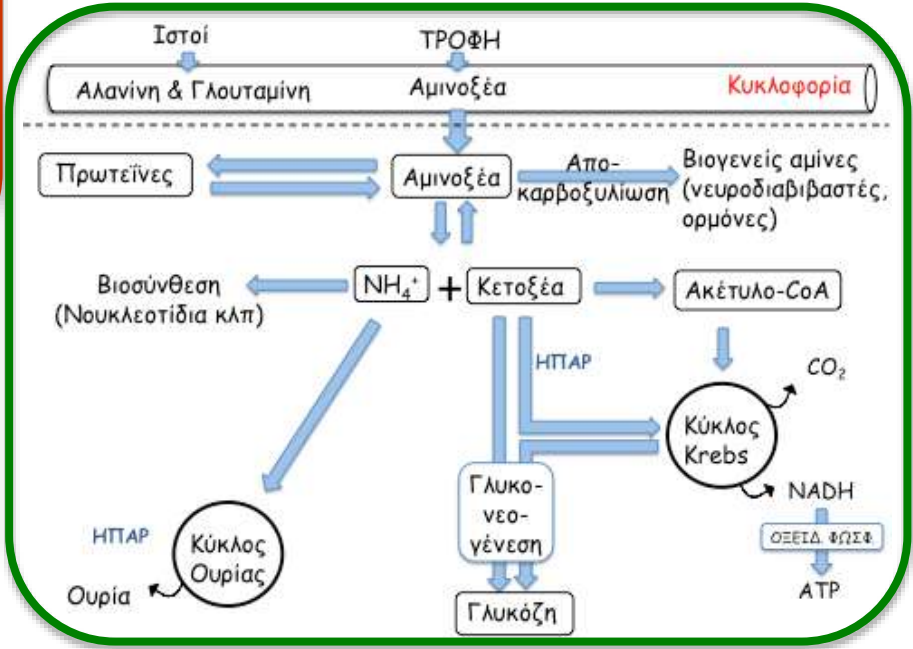 Ιστοί
ΤΡΟΦΗ
Αλανίνη & Γλουταμίνη
Αμινοξέα
Κυκλοφορία
Πρωτεΐνες
Αμινοξέα
Απο-
καρβοξυλίωση
Βιογενείς αμίνες
(νευροδιαβιβαστές,
ορμόνες)
Βιοσύνθεση
(Νουκλεοτίδια κλπ)
NH₄⁺
+
Κετοξέα
Ακέτυλο-CoA
ΗΠΑΡ
CO₂
Κύκλος
Krebs
NADH
Γλυκο-
νεο-
γένεση
ΟΞΕΙΔ. ΦΩΣΦ.
ATP
ΗΠΑΡ
Κύκλος
Ουρίας
Ουρία
Γλυκόζη